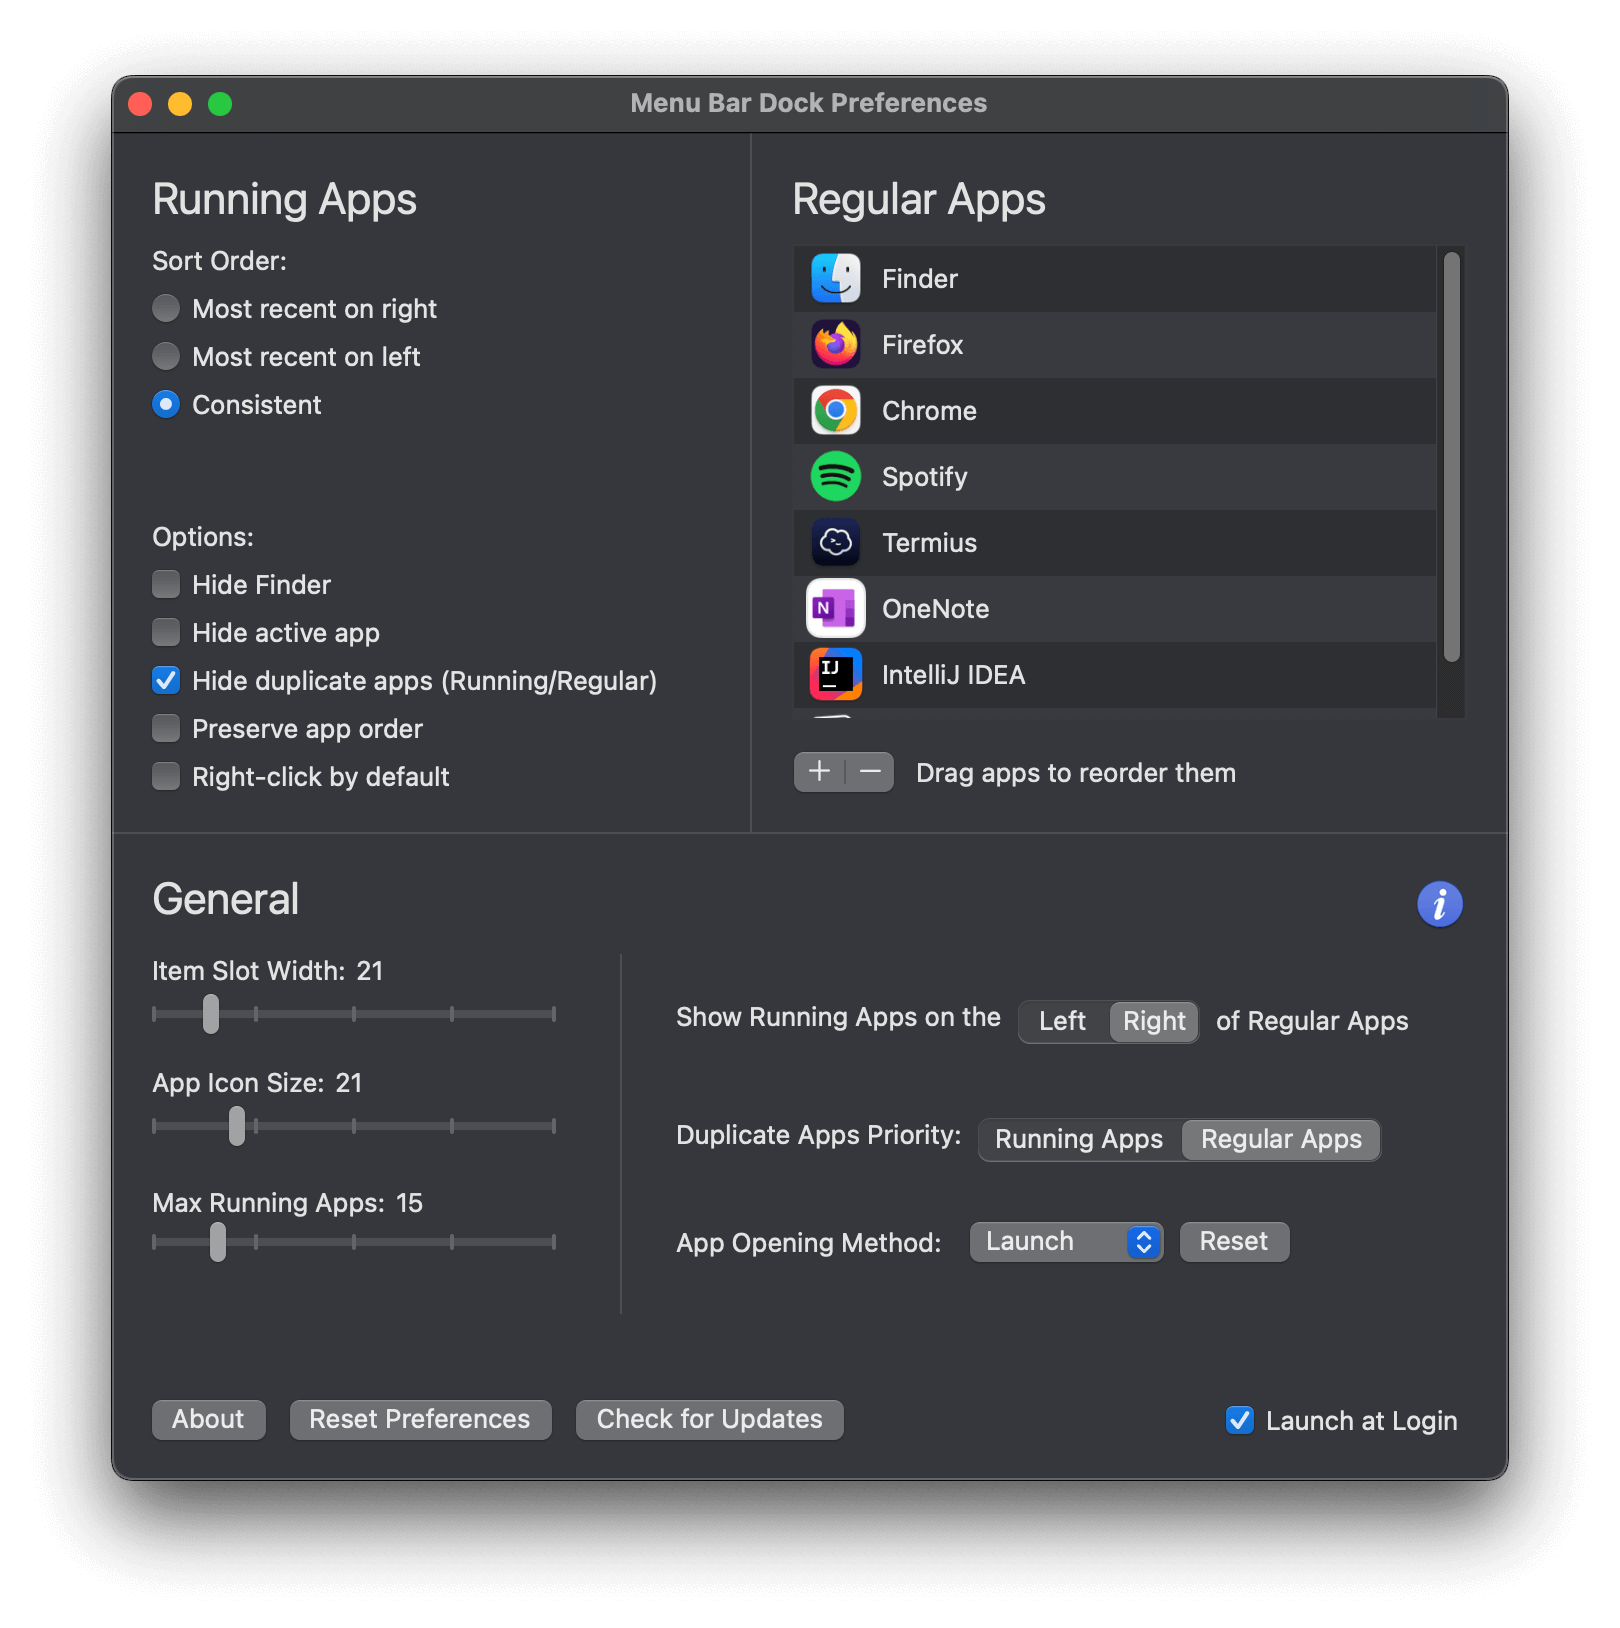 Menu Bar Dock Preferences
Running Apps
Sort Order:
Most recent on right
Most recent on left
Consistent
Options:
Hide Finder
Hide active app
Hide duplicate apps (Running/Regular)
Preserve app order
Right-click by default
Regular Apps
Finder
Firefox
Chrome
Spotify
Termius
N OneNote
IJ IntelliJ IDEA
Drag apps to reorder them
General
i
Item Slot Width: 21
App Icon Size: 21
Max Running Apps: 15
Show Running Apps on the Left Right of Regular Apps
Duplicate Apps Priority: Running Apps Regular Apps
App Opening Method: Launch Reset
About Reset Preferences Check for Updates Launch at Login